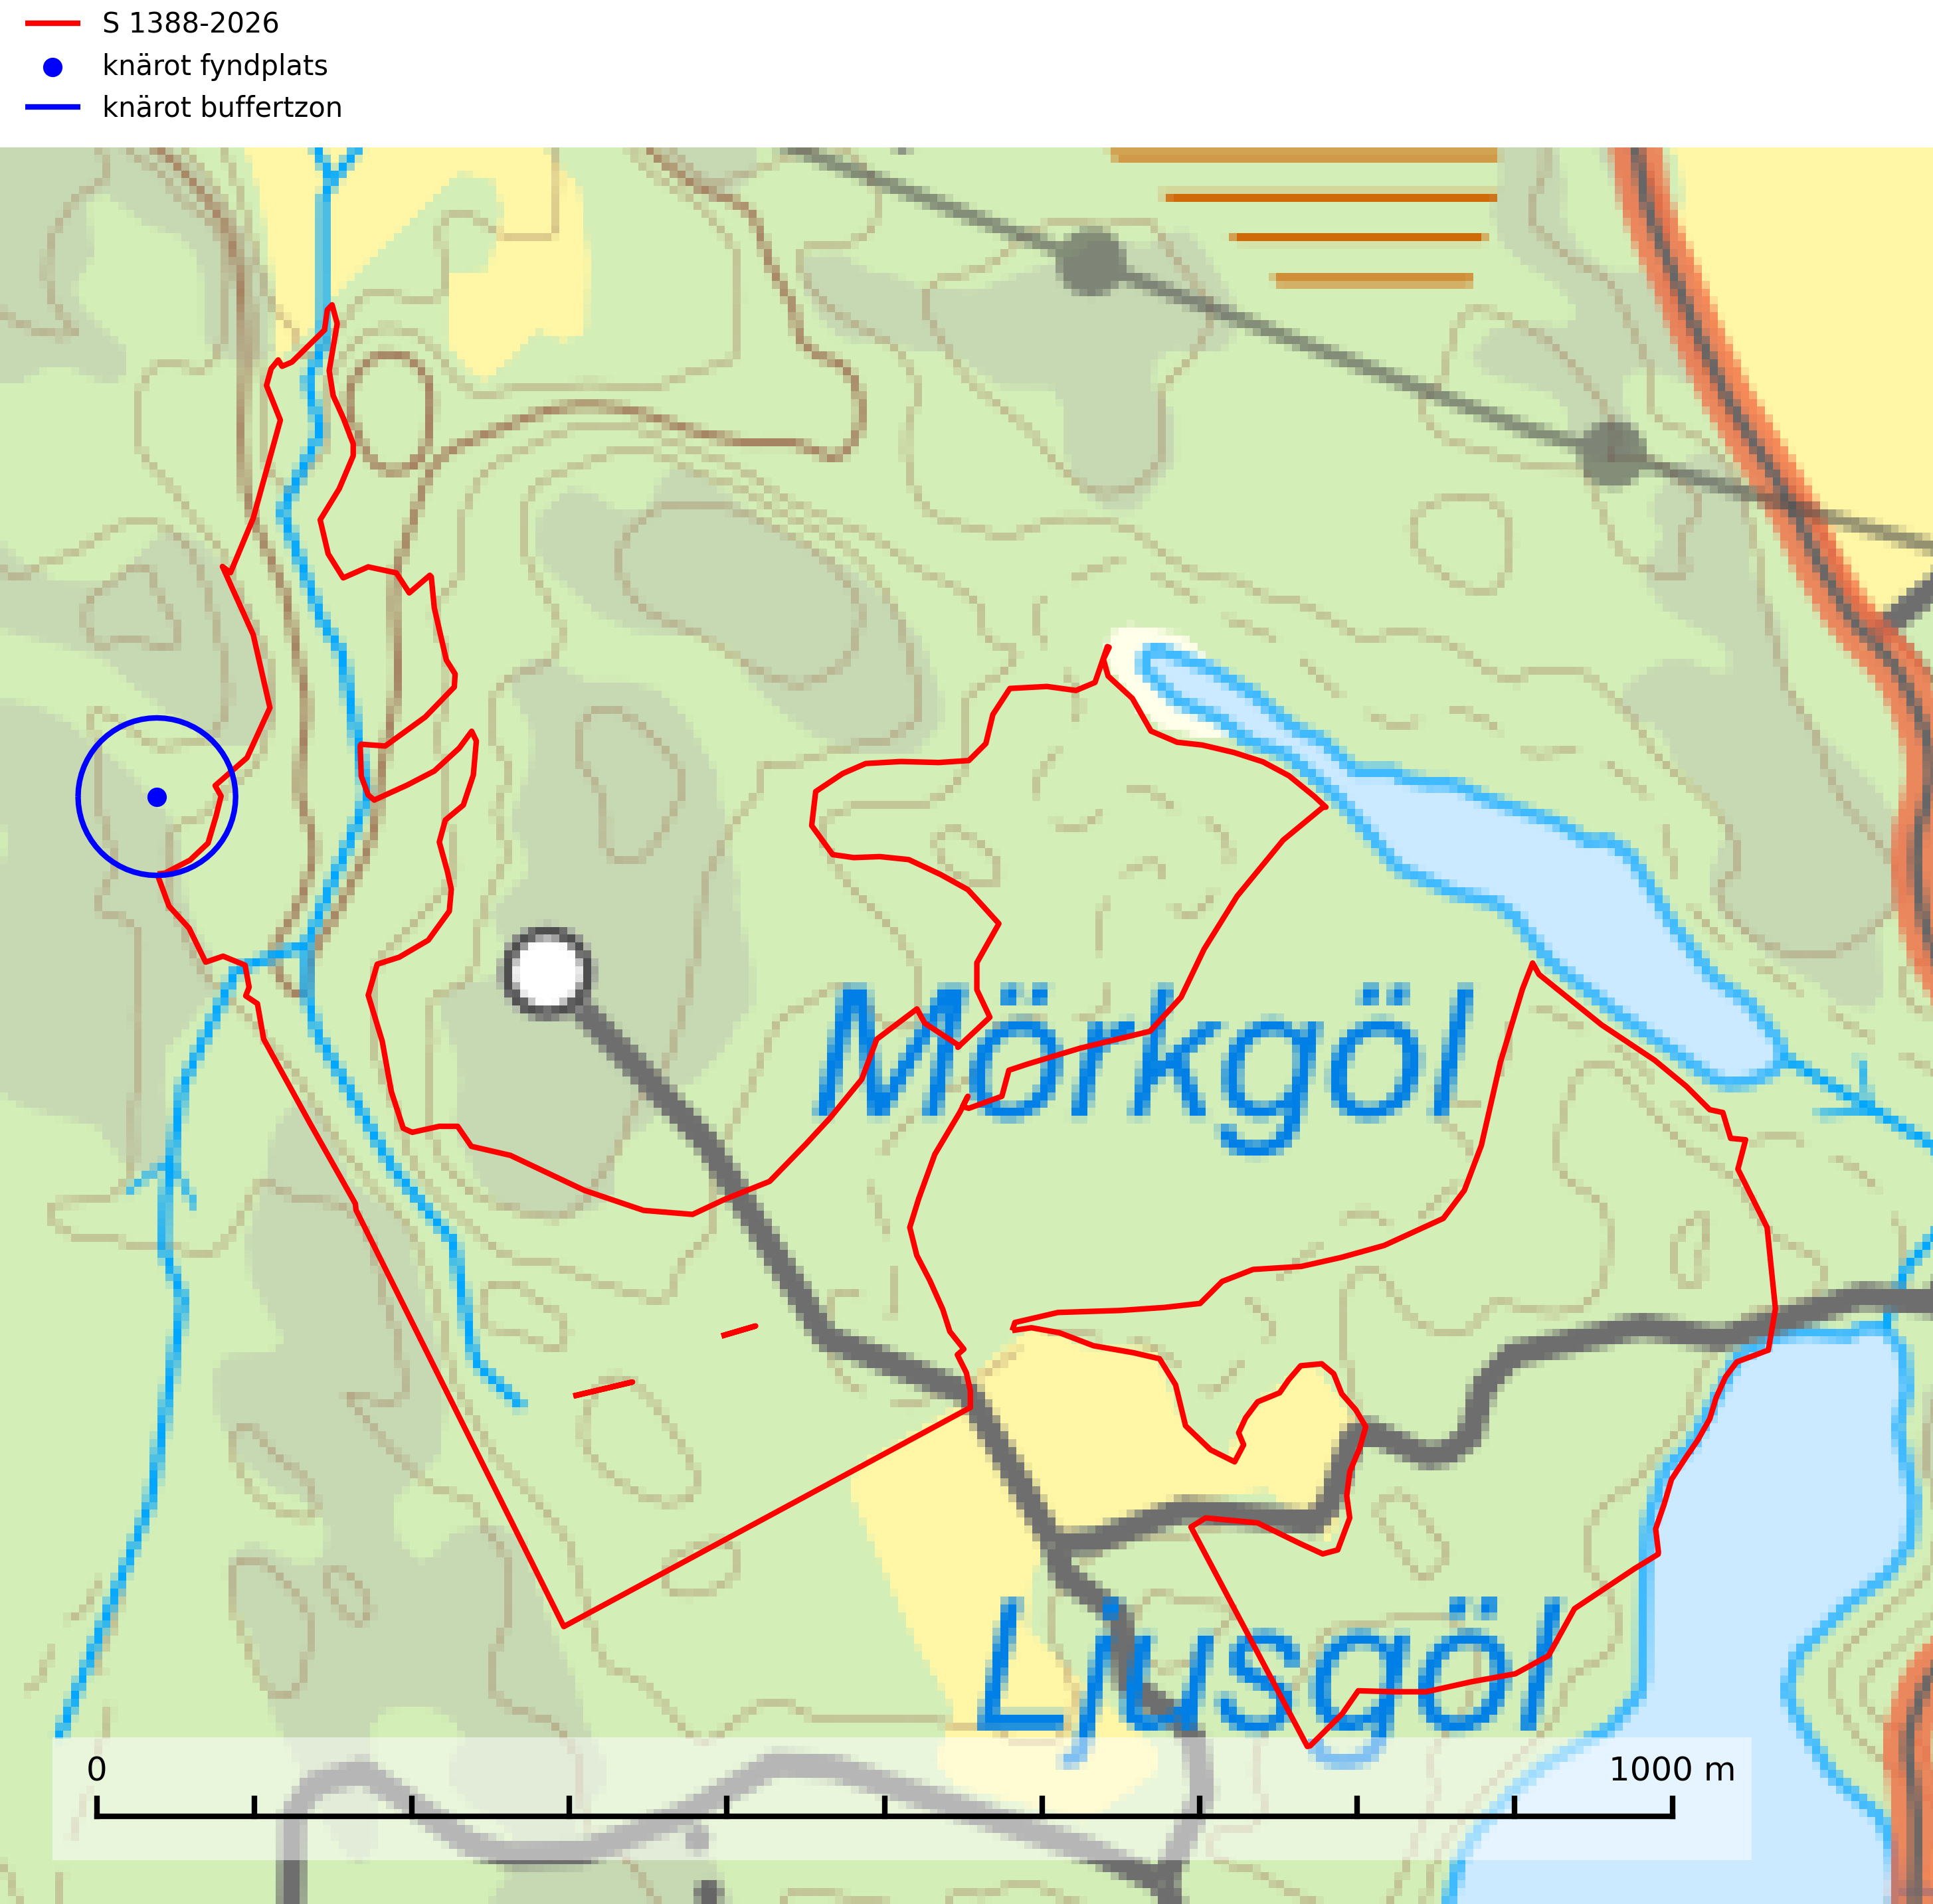 S 1388-2026
knärot fyndplats
knärot buffertzon
Mörkgöl
Ljusgöl
0 1000 m